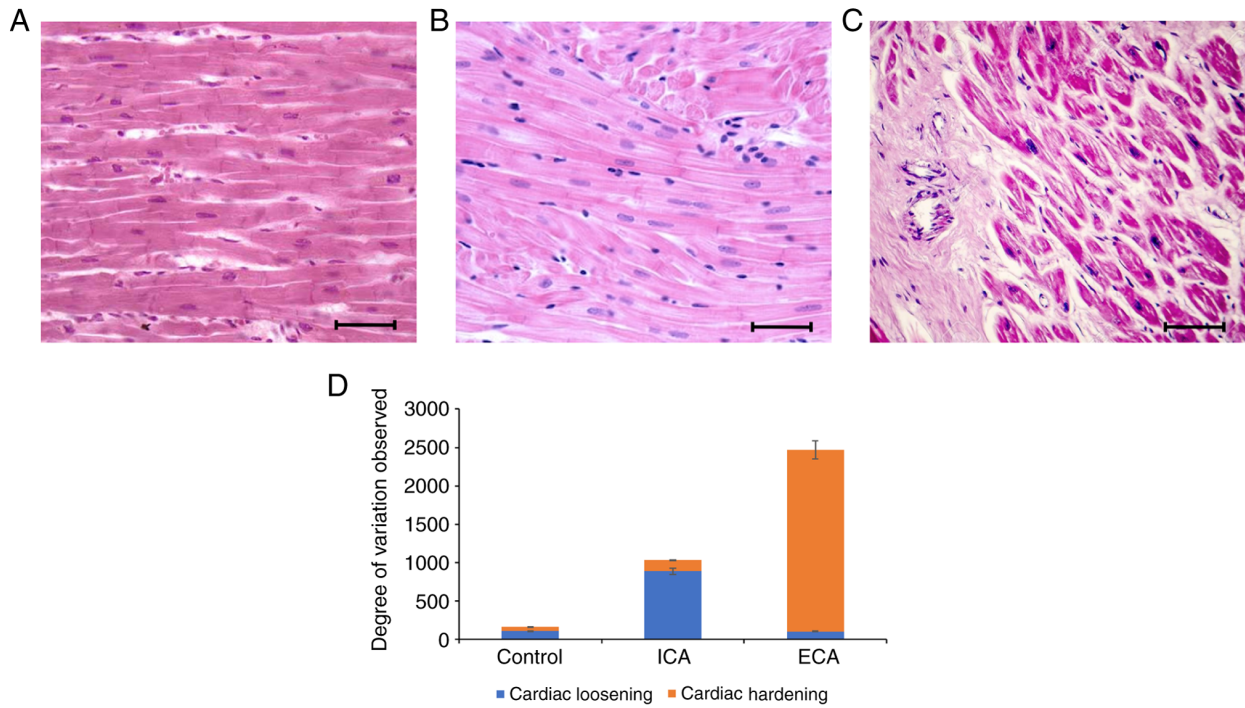 A
B
C
D
Degree of variation observed
3000
2500
2000
1500
1000
500
0
Control
ICA
ECA
Cardiac loosening
Cardiac hardening